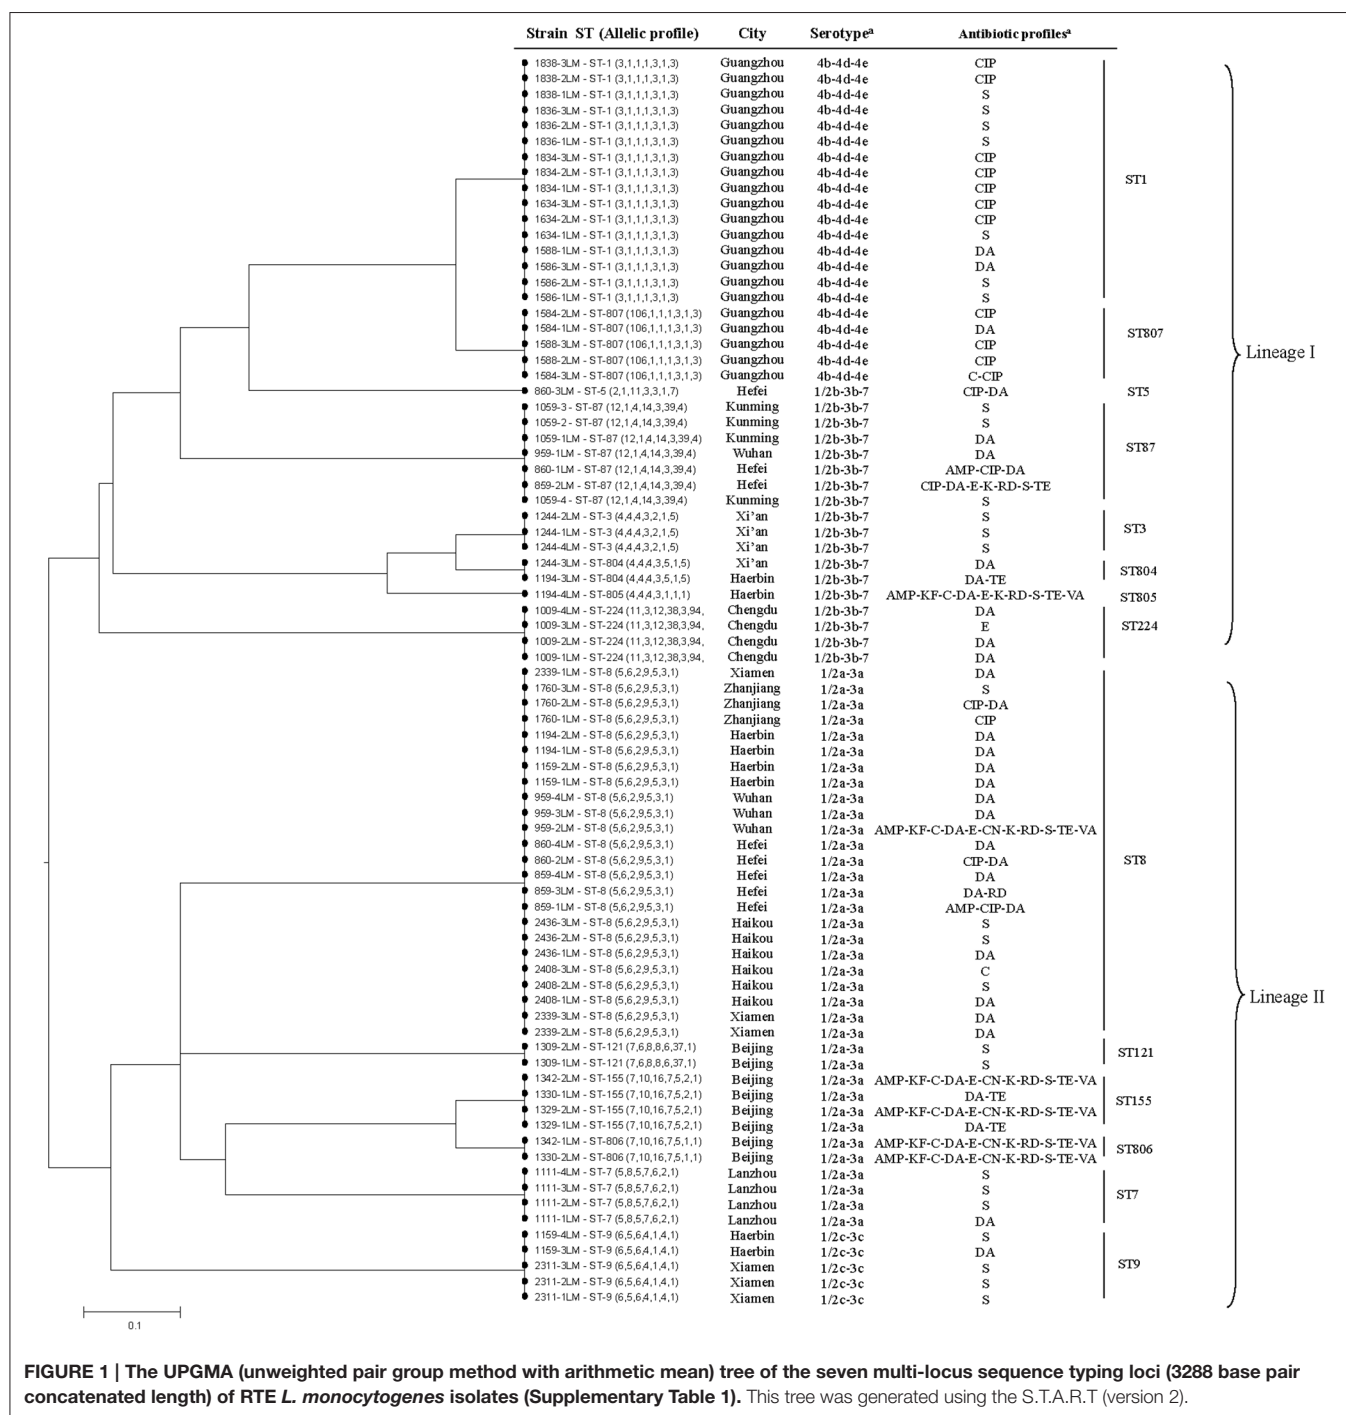 Strain ST (Allelic profile) City Serotypeª Antibiotic profilesª
1838-3LM - ST-1 (3,1,1,1,3,1,3) Guangzhou 4b-4d-4e CIP
1838-2LM - ST-1 (3,1,1,1,3,1,3) Guangzhou 4b-4d-4e CIP
1838-1LM - ST-1 (3,1,1,1,3,1,3) Guangzhou 4b-4d-4e S
1836-3LM - ST-1 (3,1,1,1,3,1,3) Guangzhou 4b-4d-4e S
1836-2LM - ST-1 (3,1,1,1,3,1,3) Guangzhou 4b-4d-4e S
1836-1LM - ST-1 (3,1,1,1,3,1,3) Guangzhou 4b-4d-4e S
1834-3LM - ST-1 (3,1,1,1,3,1,3) Guangzhou 4b-4d-4e CIP
1834-2LM - ST-1 (3,1,1,1,3,1,3) Guangzhou 4b-4d-4e CIP
ST1
1834-1LM - ST-1 (3,1,1,1,3,1,3) Guangzhou 4b-4d-4e CIP
1634-3LM - ST-1 (3,1,1,1,3,1,3) Guangzhou 4b-4d-4e CIP
1634-2LM - ST-1 (3,1,1,1,3,1,3) Guangzhou 4b-4d-4e CIP
1634-1LM - ST-1 (3,1,1,1,3,1,3) Guangzhou 4b-4d-4e S
1588-1LM - ST-1 (3,1,1,1,3,1,3) Guangzhou 4b-4d-4e DA
1586-3LM - ST-1 (3,1,1,1,3,1,3) Guangzhou 4b-4d-4e DA
1586-2LM - ST-1 (3,1,1,1,3,1,3) Guangzhou 4b-4d-4e S
1586-1LM - ST-1 (3,1,1,1,3,1,3) Guangzhou 4b-4d-4e S
1584-2LM - ST-807 (106,1,1,1,3,1,3) Guangzhou 4b-4d-4e CIP
1584-1LM - ST-807 (106,1,1,1,3,1,3) Guangzhou 4b-4d-4e DA ST807
1588-3LM - ST-807 (106,1,1,1,3,1,3) Guangzhou 4b-4d-4e CIP
Lineage I
1588-2LM - ST-807 (106,1,1,1,3,1,3) Guangzhou 4b-4d-4e CIP
1584-3LM - ST-807 (106,1,1,1,3,1,3) Guangzhou 4b-4d-4e C-CIP
860-3LM - ST-5 (2,1,11,3,3,1,7) Hefei 1/2b-3b-7 CIP-DA ST5
1059-3 - ST-87 (12,1,4,14,3,39,4) Kunming 1/2b-3b-7 S
1059-2 - ST-87 (12,1,4,14,3,39,4) Kunming 1/2b-3b-7 S
1059-1LM - ST-87 (12,1,4,14,3,39,4) Kunming 1/2b-3b-7 DA
959-1LM - ST-87 (12,1,4,14,3,39,4) Wuhan 1/2b-3b-7 DA ST87
860-1LM - ST-87 (12,1,4,14,3,39,4) Hefei 1/2b-3b-7 AMP-CIP-DA
859-2LM - ST-87 (12,1,4,14,3,39,4) Hefei 1/2b-3b-7 CIP-DA-E-K-RD-S-TE
1059-4 - ST-87 (12,1,4,14,3,39,4) Kunming 1/2b-3b-7 S
1244-2LM - ST-3 (4,4,4,3,2,1,5) Xi’an 1/2b-3b-7 S
1244-1LM - ST-3 (4,4,4,3,2,1,5) Xi’an 1/2b-3b-7 S ST3
1244-4LM - ST-3 (4,4,4,3,2,1,5) Xi’an 1/2b-3b-7 S
1244-3LM - ST-804 (4,4,4,3,5,1,5) Xi’an 1/2b-3b-7 DA ST804
1194-3LM - ST-804 (4,4,4,3,5,1,5) Haerbin 1/2b-3b-7 DA-TE
1194-4LM - ST-805 (4,4,4,3,1,1,1) Haerbin 1/2b-3b-7 AMP-KF-C-DA-E-K-RD-S-TE-VA ST805
1009-4LM - ST-224 (11,3,12,38,3,94, Chengdu 1/2b-3b-7 DA
1009-3LM - ST-224 (11,3,12,38,3,94, Chengdu 1/2b-3b-7 E ST224
1009-2LM - ST-224 (11,3,12,38,3,94, Chengdu 1/2b-3b-7 DA
1009-1LM - ST-224 (11,3,12,38,3,94, Chengdu 1/2b-3b-7 DA
2339-1LM - ST-8 (5,6,2,9,5,3,1) Xiamen 1/2a-3a DA
1760-3LM - ST-8 (5,6,2,9,5,3,1) Zhanjiang 1/2a-3a S
1760-2LM - ST-8 (5,6,2,9,5,3,1) Zhanjiang 1/2a-3a CIP-DA
1760-1LM - ST-8 (5,6,2,9,5,3,1) Zhanjiang 1/2a-3a CIP
1194-2LM - ST-8 (5,6,2,9,5,3,1) Haerbin 1/2a-3a DA
1194-1LM - ST-8 (5,6,2,9,5,3,1) Haerbin 1/2a-3a DA
1159-2LM - ST-8 (5,6,2,9,5,3,1) Haerbin 1/2a-3a DA
1159-1LM - ST-8 (5,6,2,9,5,3,1) Haerbin 1/2a-3a DA
959-4LM - ST-8 (5,6,2,9,5,3,1) Wuhan 1/2a-3a DA
959-3LM - ST-8 (5,6,2,9,5,3,1) Wuhan 1/2a-3a DA
959-2LM - ST-8 (5,6,2,9,5,3,1) Wuhan 1/2a-3a AMP-KF-C-DA-E-CN-K-RD-S-TE-VA
860-4LM - ST-8 (5,6,2,9,5,3,1) Hefei 1/2a-3a DA
860-2LM - ST-8 (5,6,2,9,5,3,1) Hefei 1/2a-3a CIP-DA ST8
859-4LM - ST-8 (5,6,2,9,5,3,1) Hefei 1/2a-3a DA
859-3LM - ST-8 (5,6,2,9,5,3,1) Hefei 1/2a-3a DA-RD
859-1LM - ST-8 (5,6,2,9,5,3,1) Hefei 1/2a-3a AMP-CIP-DA
2436-3LM - ST-8 (5,6,2,9,5,3,1) Haikou 1/2a-3a S
2436-2LM - ST-8 (5,6,2,9,5,3,1) Haikou 1/2a-3a S
2436-1LM - ST-8 (5,6,2,9,5,3,1) Haikou 1/2a-3a DA
2408-3LM - ST-8 (5,6,2,9,5,3,1) Haikou 1/2a-3a C
2408-2LM - ST-8 (5,6,2,9,5,3,1) Haikou 1/2a-3a S
Lineage II
2408-1LM - ST-8 (5,6,2,9,5,3,1) Haikou 1/2a-3a DA
2339-3LM - ST-8 (5,6,2,9,5,3,1) Xiamen 1/2a-3a DA
2339-2LM - ST-8 (5,6,2,9,5,3,1) Xiamen 1/2a-3a DA
1309-2LM - ST-121 (7,6,8,8,6,37,1) Beijing 1/2a-3a S ST121
1309-1LM - ST-121 (7,6,8,8,6,37,1) Beijing 1/2a-3a S
1342-2LM - ST-155 (7,10,16,7,5,2,1) Beijing 1/2a-3a AMP-KF-C-DA-E-CN-K-RD-S-TE-VA
1330-1LM - ST-155 (7,10,16,7,5,2,1) Beijing 1/2a-3a DA-TE ST155
1329-2LM - ST-155 (7,10,16,7,5,2,1) Beijing 1/2a-3a AMP-KF-C-DA-E-CN-K-RD-S-TE-VA
1329-1LM - ST-155 (7,10,16,7,5,2,1) Beijing 1/2a-3a DA-TE
1342-1LM - ST-806 (7,10,16,7,5,1,1) Beijing 1/2a-3a AMP-KF-C-DA-E-CN-K-RD-S-TE-VA ST806
1330-2LM - ST-806 (7,10,16,7,5,1,1) Beijing 1/2a-3a AMP-KF-C-DA-E-CN-K-RD-S-TE-VA
1111-4LM - ST-7 (5,8,5,7,6,2,1) Lanzhou 1/2a-3a S
1111-3LM - ST-7 (5,8,5,7,6,2,1) Lanzhou 1/2a-3a S ST7
1111-2LM - ST-7 (5,8,5,7,6,2,1) Lanzhou 1/2a-3a S
1111-1LM - ST-7 (5,8,5,7,6,2,1) Lanzhou 1/2a-3a DA
1159-4LM - ST-9 (6,5,6,4,1,4,1) Haerbin 1/2c-3c S
1159-3LM - ST-9 (6,5,6,4,1,4,1) Haerbin 1/2c-3c DA
2311-3LM - ST-9 (6,5,6,4,1,4,1) Xiamen 1/2c-3c S ST9
2311-2LM - ST-9 (6,5,6,4,1,4,1) Xiamen 1/2c-3c S
2311-1LM - ST-9 (6,5,6,4,1,4,1) Xiamen 1/2c-3c S
0.1
FIGURE 1 | The UPGMA (unweighted pair group method with arithmetic mean) tree of the seven multi-locus sequence typing loci (3288 base pair
concatenated length) of RTE L. monocytogenes isolates (Supplementary Table 1). This tree was generated using the S.T.A.R.T (version 2).